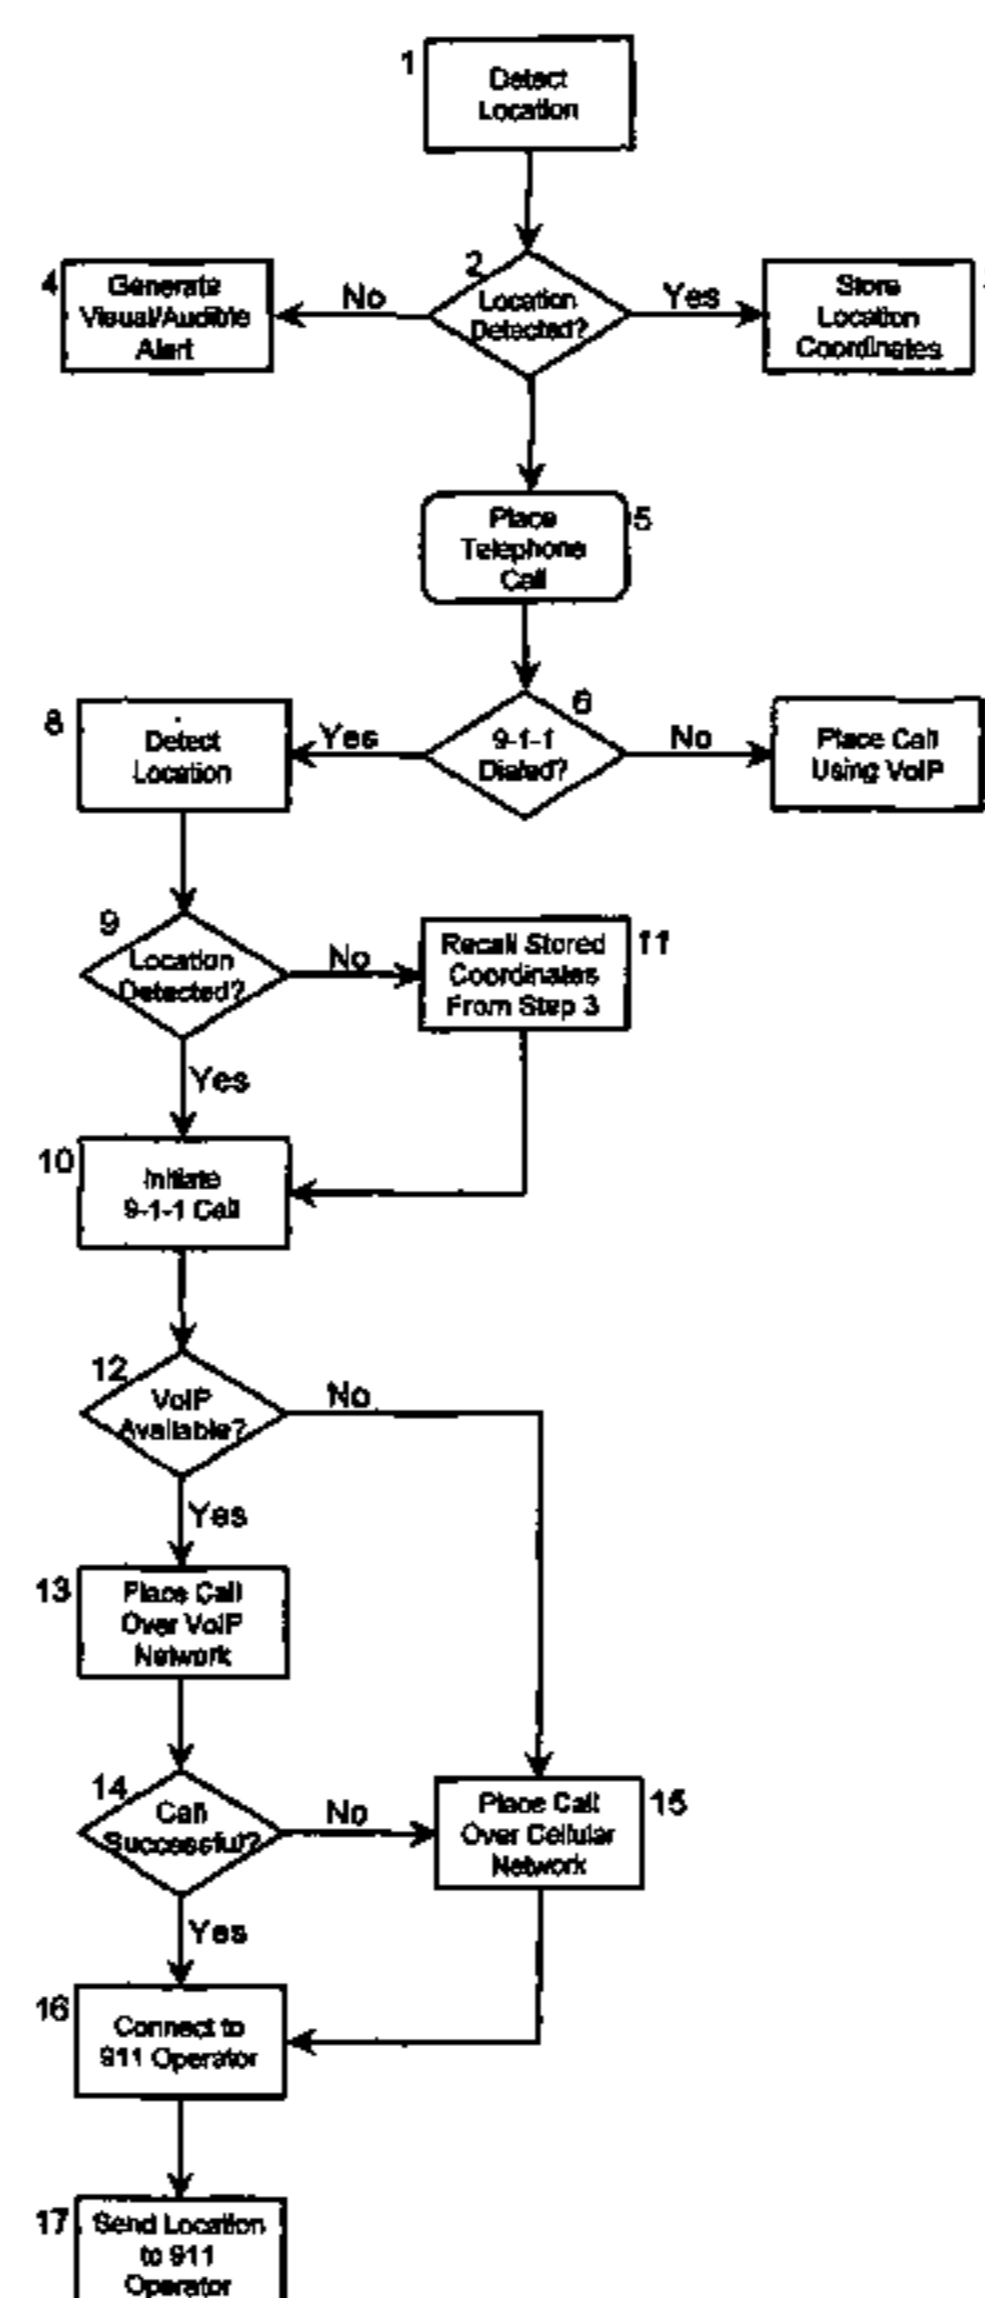 1
Detect
Location
2
Location
Detected?
No
Yes
4
Generate
Visual/Audible
Alert
Store
Location
Coordinates
5
Place
Telephone
Call
6
9-1-1
Dialed?
Yes
No
8
Detect
Location
Place Call
Using VoIP
9
Location
Detected?
No
11
Recall Stored
Coordinates
From Step 3
Yes
10
Initiate
9-1-1 Call
12
VoIP
Available?
No
Yes
13
Place Call
Over VoIP
Network
14
Call
Successful?
No
15
Place Call
Over Cellular
Network
Yes
16
Connect to
911 Operator
17
Send Location
to 911
Operator